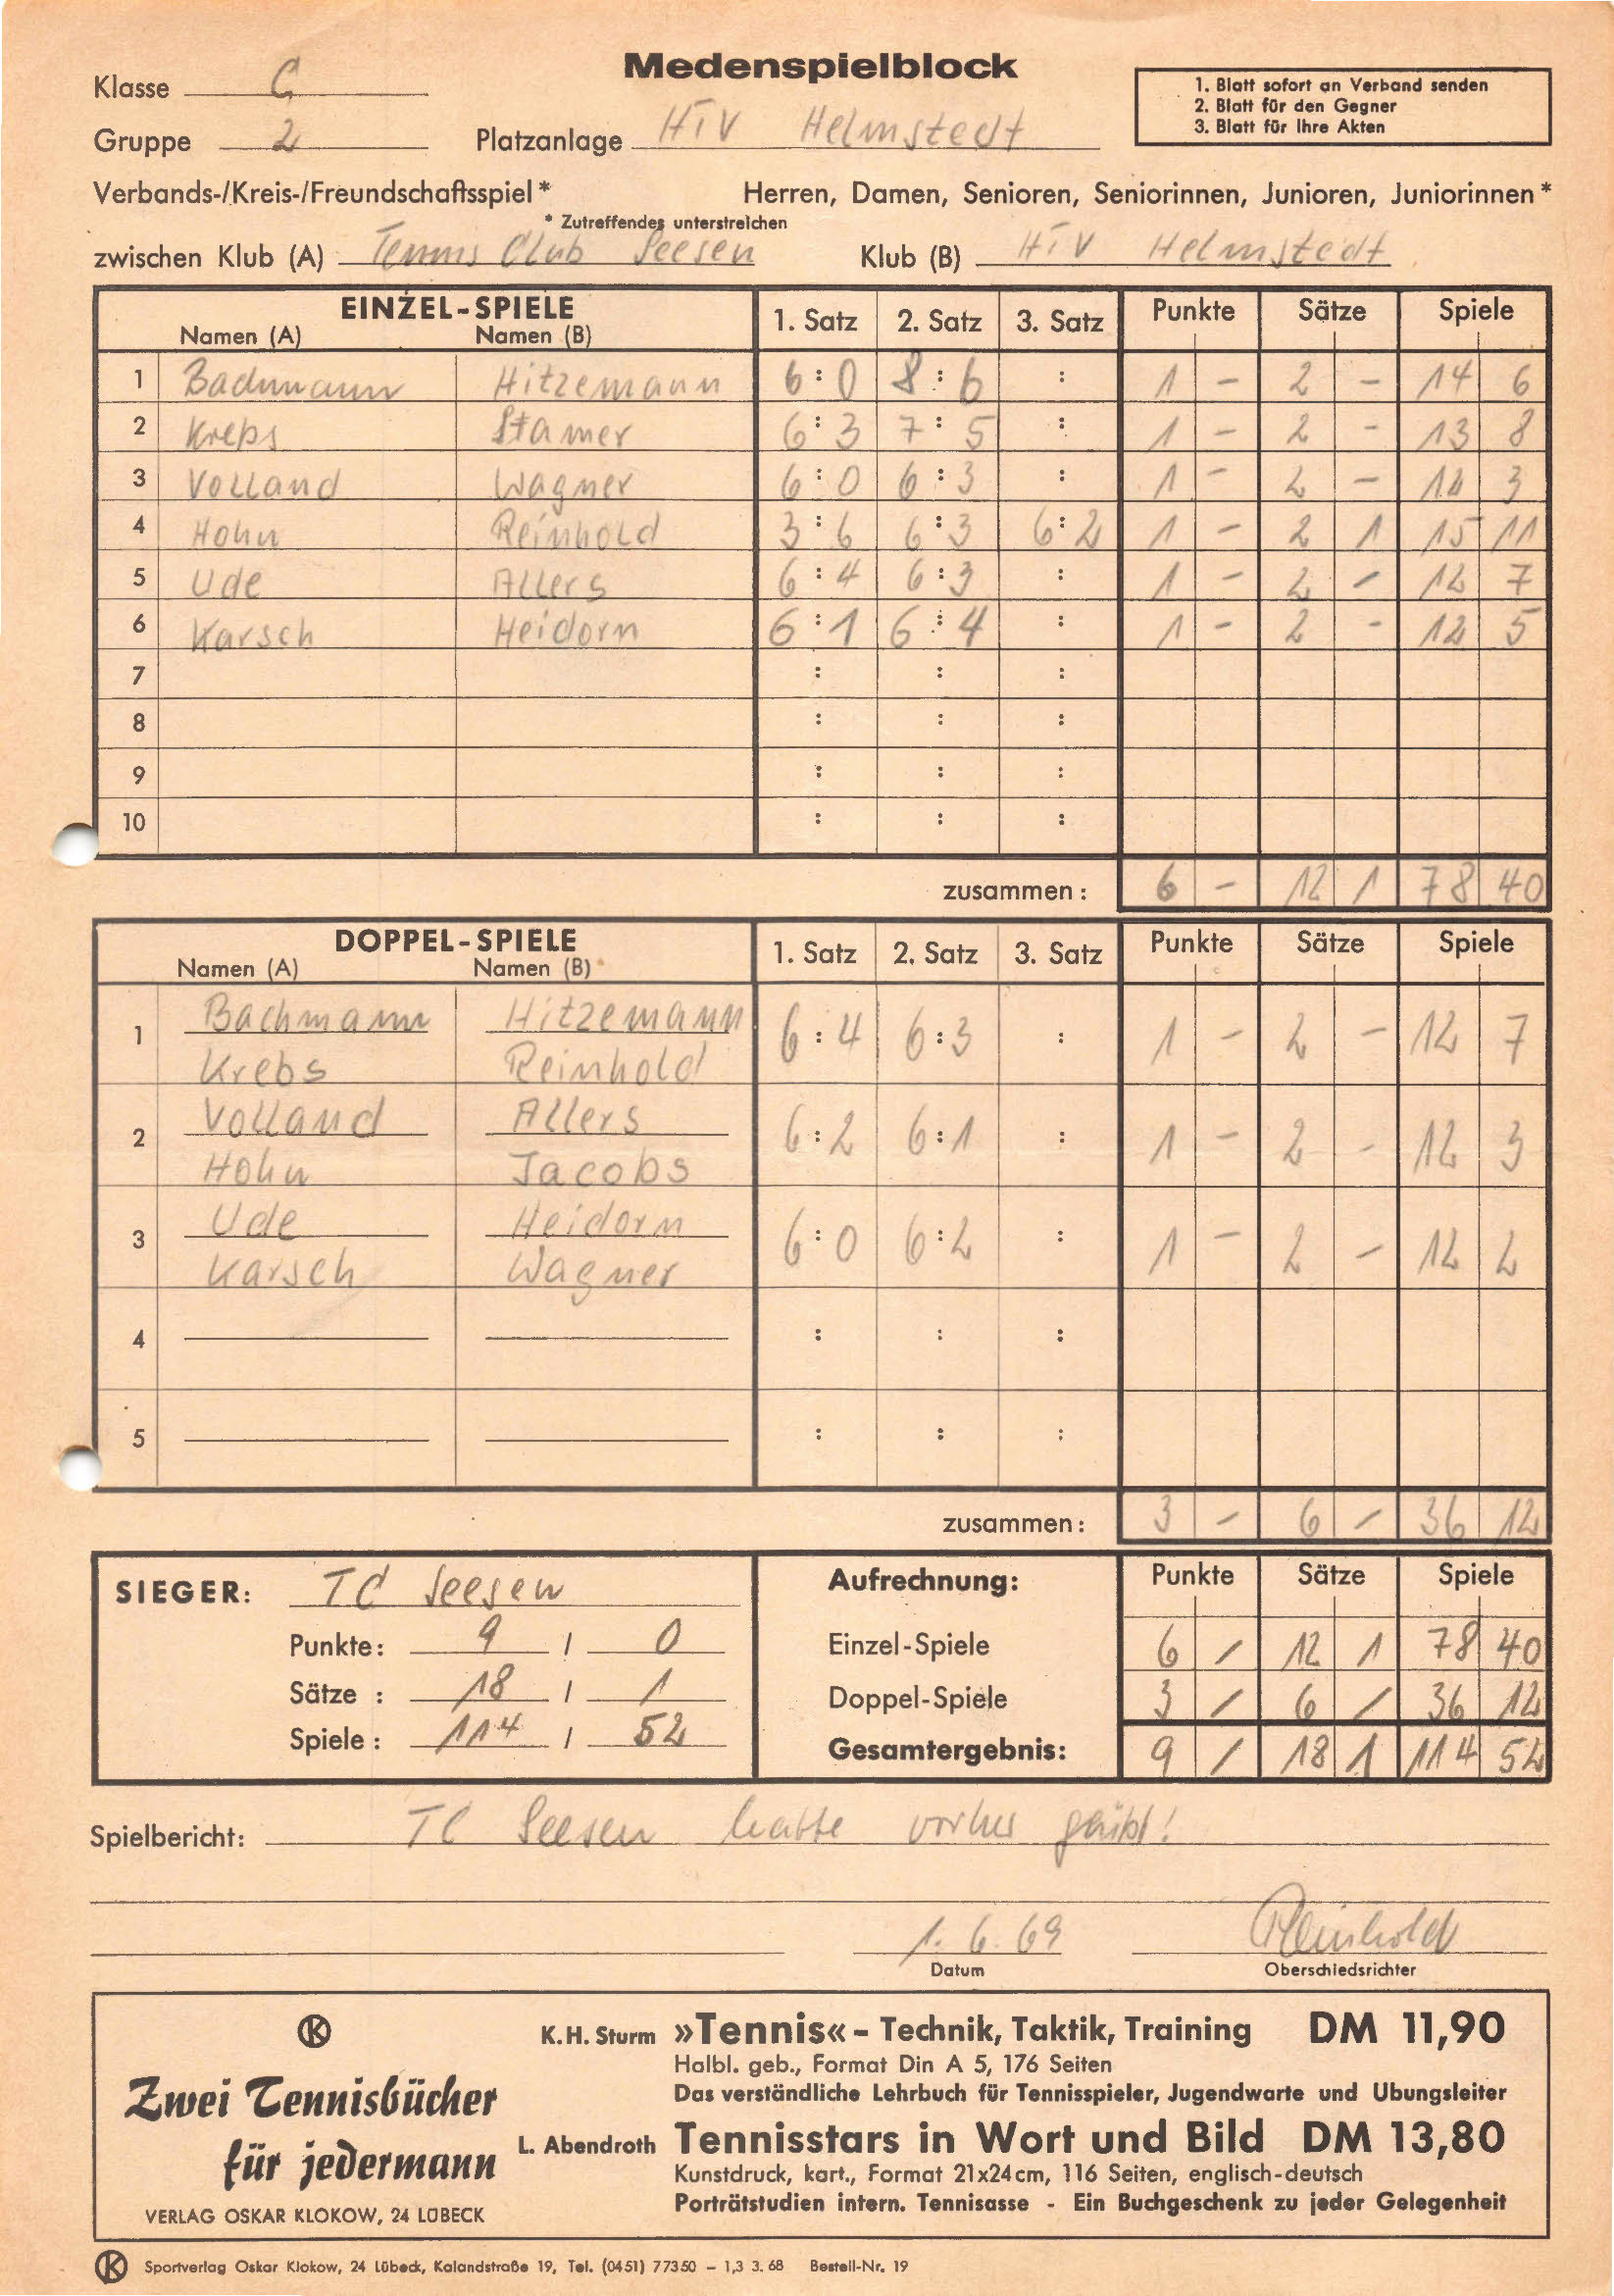 Medenspielblock
Klasse C
1. Blatt sofort an Verband senden
2. Blatt für den Gegner
3. Blatt für Ihre Akten
Gruppe 2 Platzanlage HTV Helmstedt
Verbands-/Kreis-/Freundschaftsspiel* Herren, Damen, Senioren, Seniorinnen, Junioren, Juniorinnen*
* Zutreffendes unterstreichen
zwischen Klub (A) Tennis Club Seesen Klub (B) HTV Helmstedt
EINZEL-SPIELE 1. Satz 2. Satz 3. Satz Punkte Sätze Spiele
Namen (A) Namen (B)
1 Bachmann Hitzemann 6:0 8:6 : 1 - 2 - 14 6
2 Krebs Stamer 6:3 7:5 : 1 - 2 - 13 8
3 Volland Wagner 6:0 6:3 : 1 - 2 - 12 3
4 Hohn Reinhold 3:6 6:3 6:2 1 - 2 1 15 11
5 Ude Allers 6:4 6:3 : 1 - 2 - 12 7
6 Karsch Heidorn 6:1 6:4 : 1 - 2 - 12 5
7 : : :
8 : : :
9 : : :
10 : : :
zusammen: 6 - 12 1 78 40
DOPPEL-SPIELE 1. Satz 2. Satz 3. Satz Punkte Sätze Spiele
Namen (A) Namen (B)
Bachmann Hitzemann
1 6:4 6:3 : 1 - 2 - 12 7
Krebs Reinhold
Volland Allers
2 6:2 6:1 : 1 - 2 - 12 3
Hohn Jacobs
Ude Heidorn
3 6:0 6:2 : 1 - 2 - 12 2
Karsch Wagner
4 : : :
5 : : :
zusammen: 3 - 6 - 36 12
SIEGER: TC Seesen Aufrechnung: Punkte Sätze Spiele
Punkte: 9 / 0 Einzel-Spiele 6 / 12 1 78 40
Sätze : 18 / 1 Doppel-Spiele 3 / 6 / 36 12
Spiele : 114 / 52 Gesamtergebnis: 9 / 18 1 114 52
Spielbericht: TC Seesen hatte vorher geübt!
1. 6. 69 Reinhold
Datum Oberschiedsrichter
K
Zwei Tennisbücher
für jedermann
VERLAG OSKAR KLOKOW, 24 LÜBECK
K. H. Sturm »Tennis« – Technik, Taktik, Training DM 11,90
Halbl. geb., Format Din A 5, 176 Seiten
Das verständliche Lehrbuch für Tennisspieler, Jugendwarte und Übungsleiter
L. Abendroth Tennisstars in Wort und Bild DM 13,80
Kunstdruck, kart., Format 21x24cm, 116 Seiten, englisch-deutsch
Porträtstudien intern. Tennisasse - Ein Buchgeschenk zu jeder Gelegenheit
K Sportverlag Oskar Klokow, 24 Lübeck, Kalandstraße 19, Tel. (0451) 77350 – 1,3 3. 68 Bestell-Nr. 19